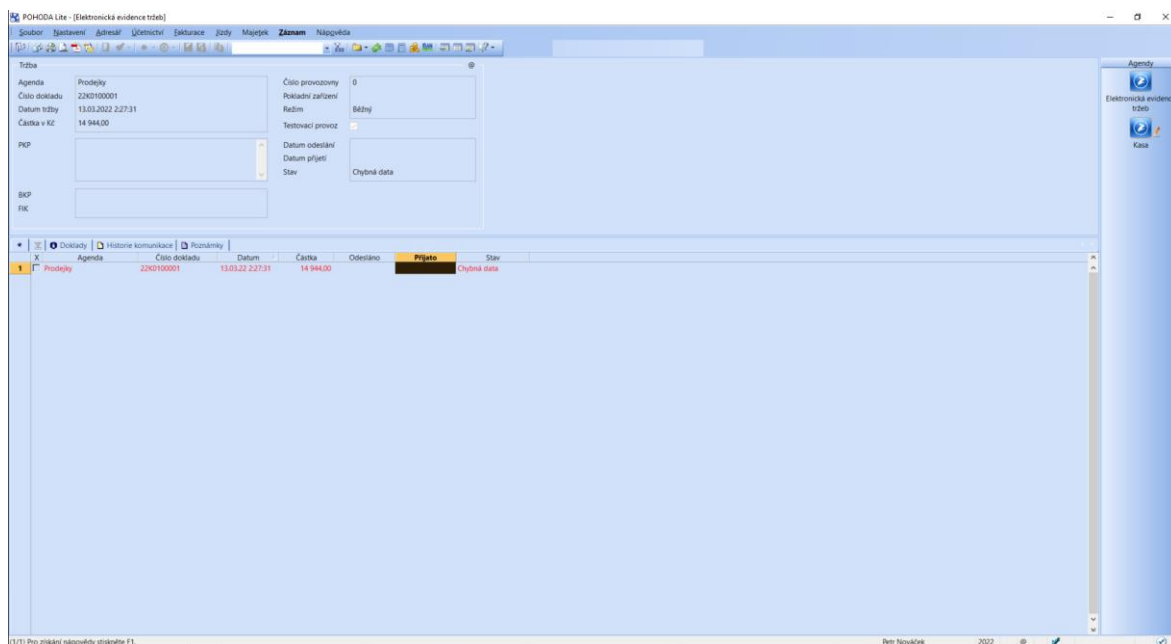 POHODA Lite - [Elektronická evidence tržeb]
Soubor Nastavení Adresář Účetnictví Fakturace Jízdy Majetek Záznam Nápověda
Tržba
Agenda Prodejky
Číslo dokladu 22K0100001
Datum tržby 13.03.2022 2:27:31
Částka v Kč 14 944,00
PKP
BKP
FIK
@
Číslo provozovny 0
Pokladní zařízení
Režim Běžný
Testovací provoz
Datum odeslání
Datum přijetí
Stav Chybná data
Agendy
Elektronická evidenc
tržeb
Kasa
* Doklady Historie komunikace Poznámky
X Agenda Číslo dokladu Datum Částka Odesláno Přijato Stav
1 Prodejky 22K0100001 13.03.22 2:27:31 14 944,00 Chybná data
(1/1) Pro získání nápovědy stiskněte F1. Petr Nováček 2022 @